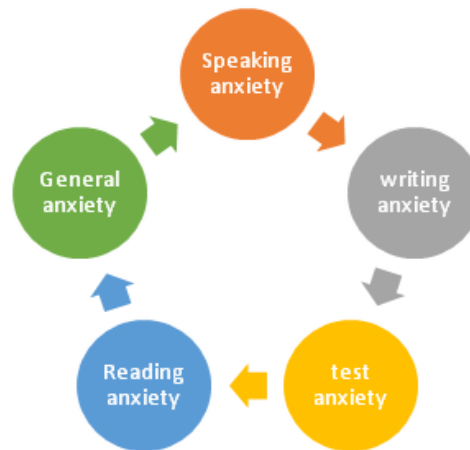 Speaking
anxiety
writing
anxiety
test
anxiety
Reading
anxiety
General
anxiety